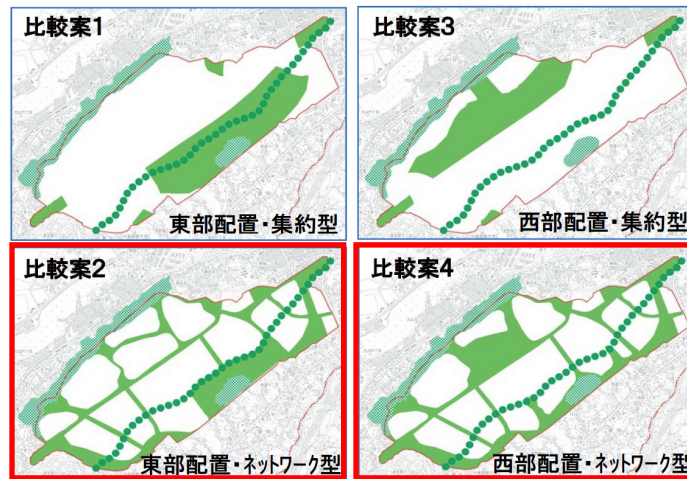 比較案1
東部配置・集約型
比較案3
西部配置・集約型
比較案2
東部配置・ネットワーク型
比較案4
西部配置・ネットワーク型